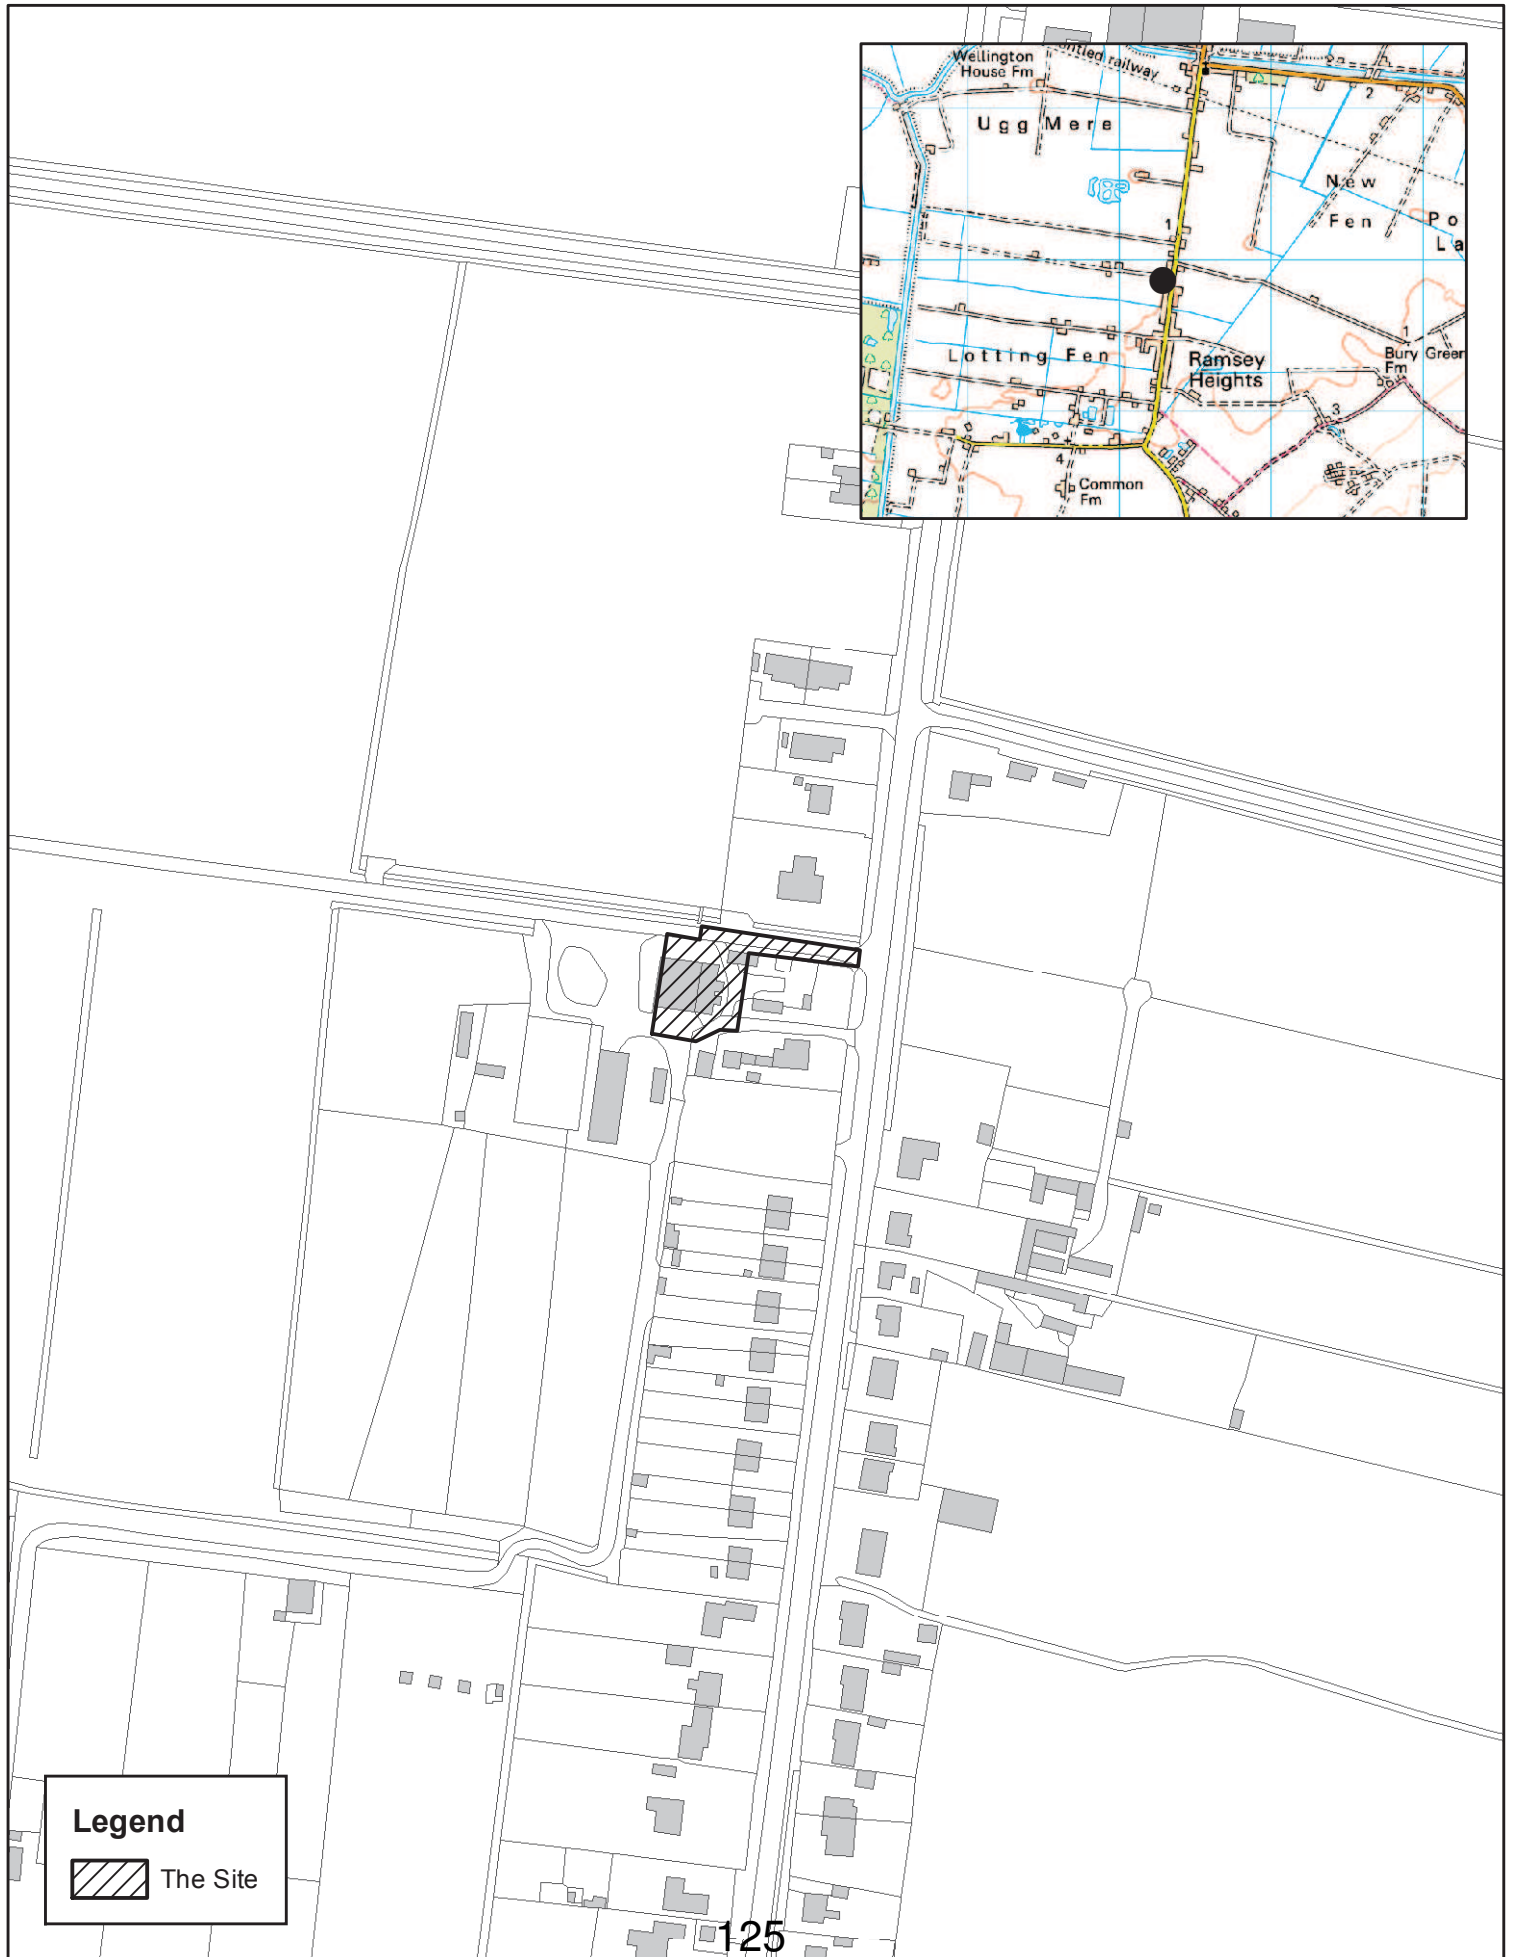 Wellington
House Fm
ntled railway
2
Ugg Mere
New
Fen
Po
La
1
1
Lotting Fen
Ramsey
Heights
Bury Green
Fm
3
4
Common
Fm
Legend
The Site
125